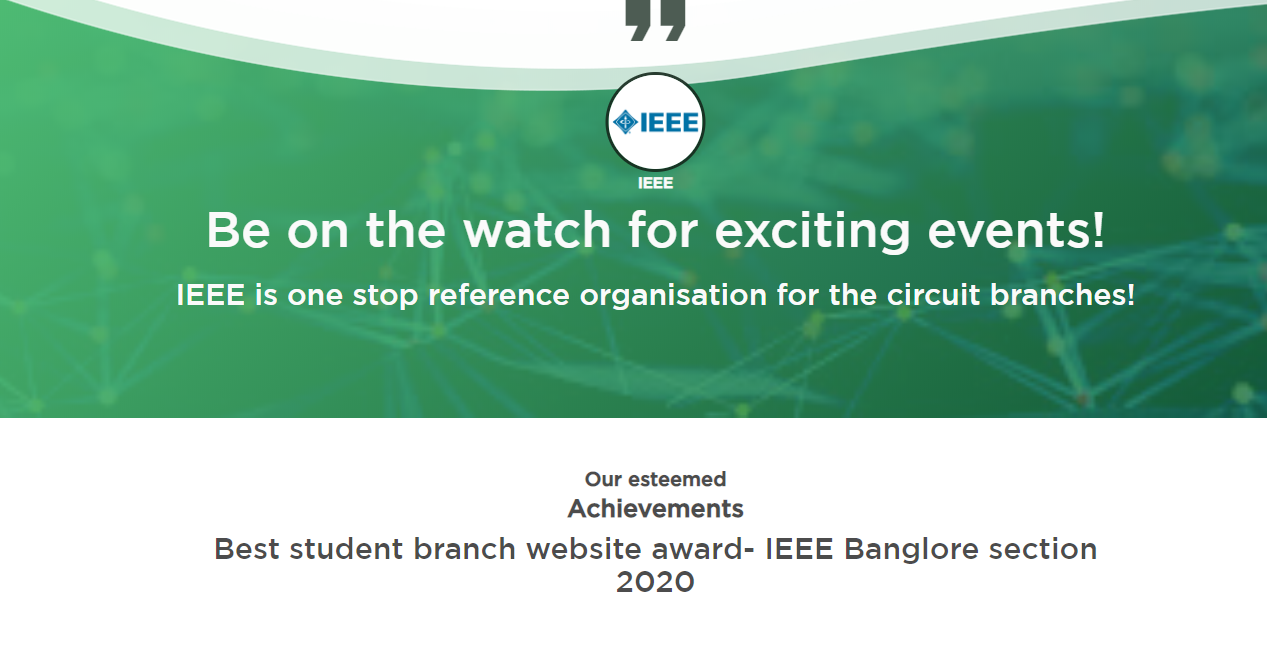 ”
IEEE
IEEE
Be on the watch for exciting events!
IEEE is one stop reference organisation for the circuit branches!
Our esteemed
Achievements
Best student branch website award- IEEE Banglore section
2020